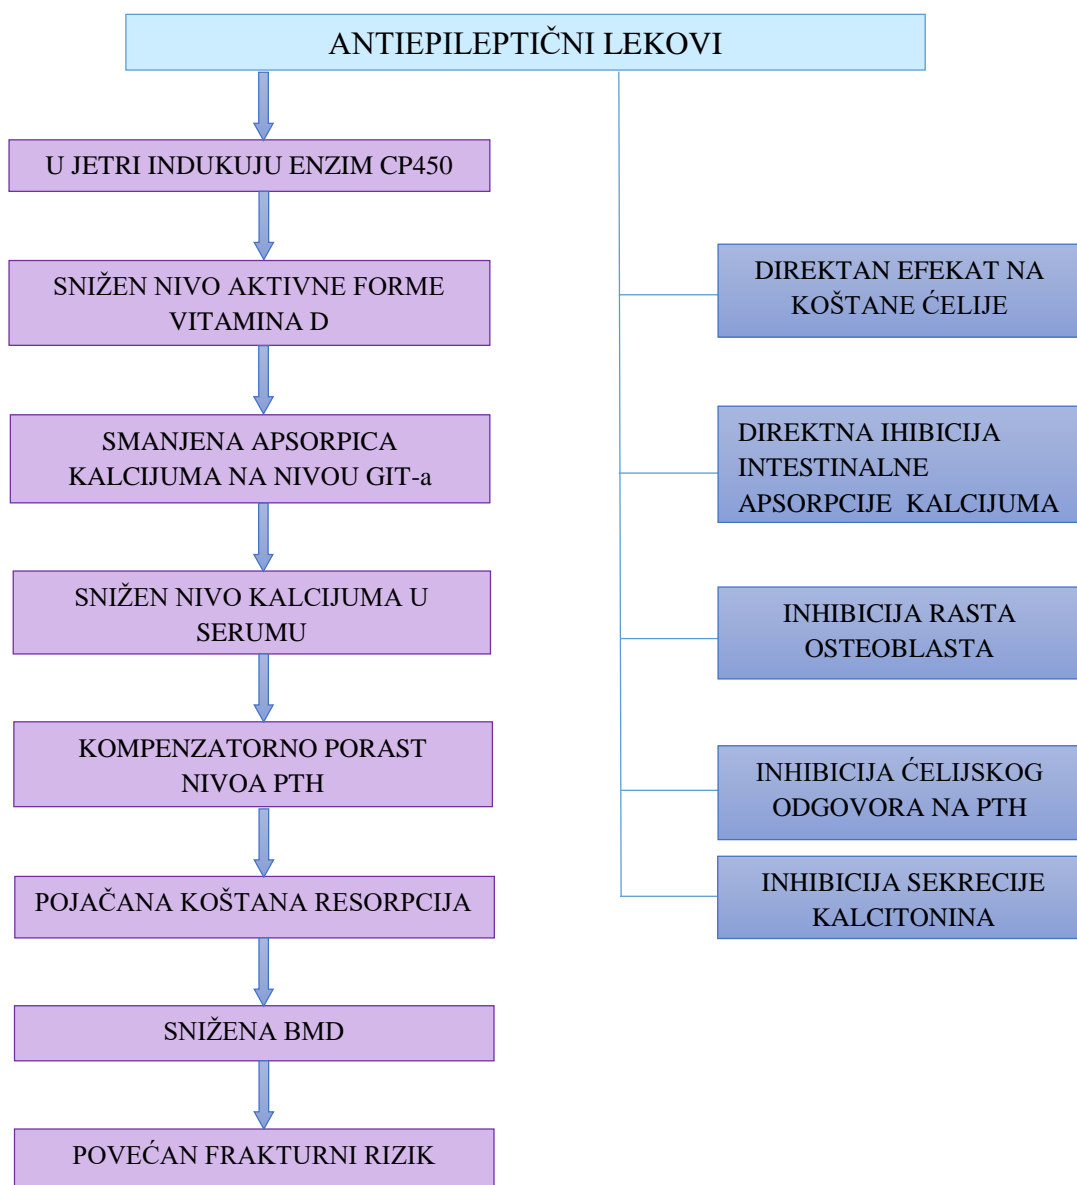 ANTIEPILEPTIČNI LEKOVI
U JETRI INDUKUJU ENZIM CP450
SNIŽEN NIVO AKTIVNE FORME
VITAMINA D
SMANJENA APSORPICA
KALCIJUMA NA NIVOU GIT-a
SNIŽEN NIVO KALCIJUMA U
SERUMU
KOMPENZATORNO PORAST
NIVOA PTH
POJAČANA KOŠTANA RESORPCIJA
SNIŽENA BMD
POVEĆAN FRAKTURNI RIZIK
DIREKTAN EFEKAT NA
KOŠTANE ĆELIJE
DIREKTNA IHIBICIJA
INTESTINALNE
APSORPCIJE KALCIJUMA
INHIBICIJA RASTA
OSTEOBLASTA
INHIBICIJA ĆELIJSKOG
ODGOVORA NA PTH
INHIBICIJA SEKRECIJE
KALCITONINA